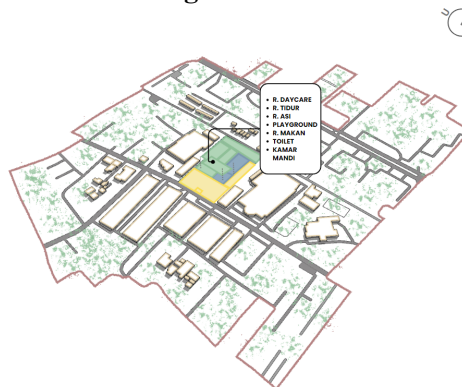 U
R. DAYCARE
R. TIDUR
R. ASI
PLAYGROUND
R. MAKAN
TOILET
KAMAR
MANDI